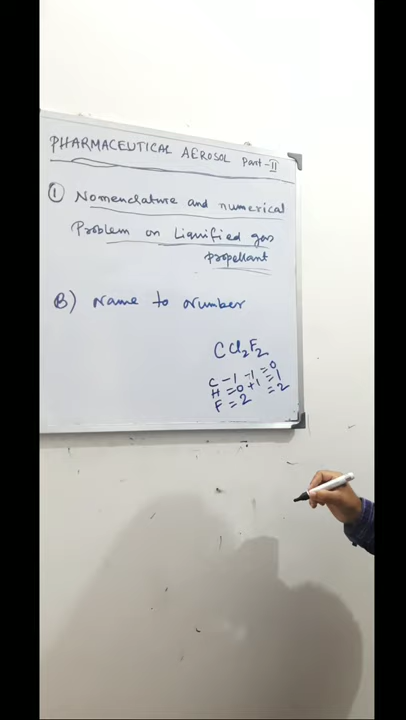 PHARMACEUTICAL AEROSOL Part-II
① Nomenclature and numerical
Problem on Liquified gas
propellant
B) Name to Number
CCl₂F₂
C - 1 -1 = 0
H = 0 +1 = 1
F = 2 = 2